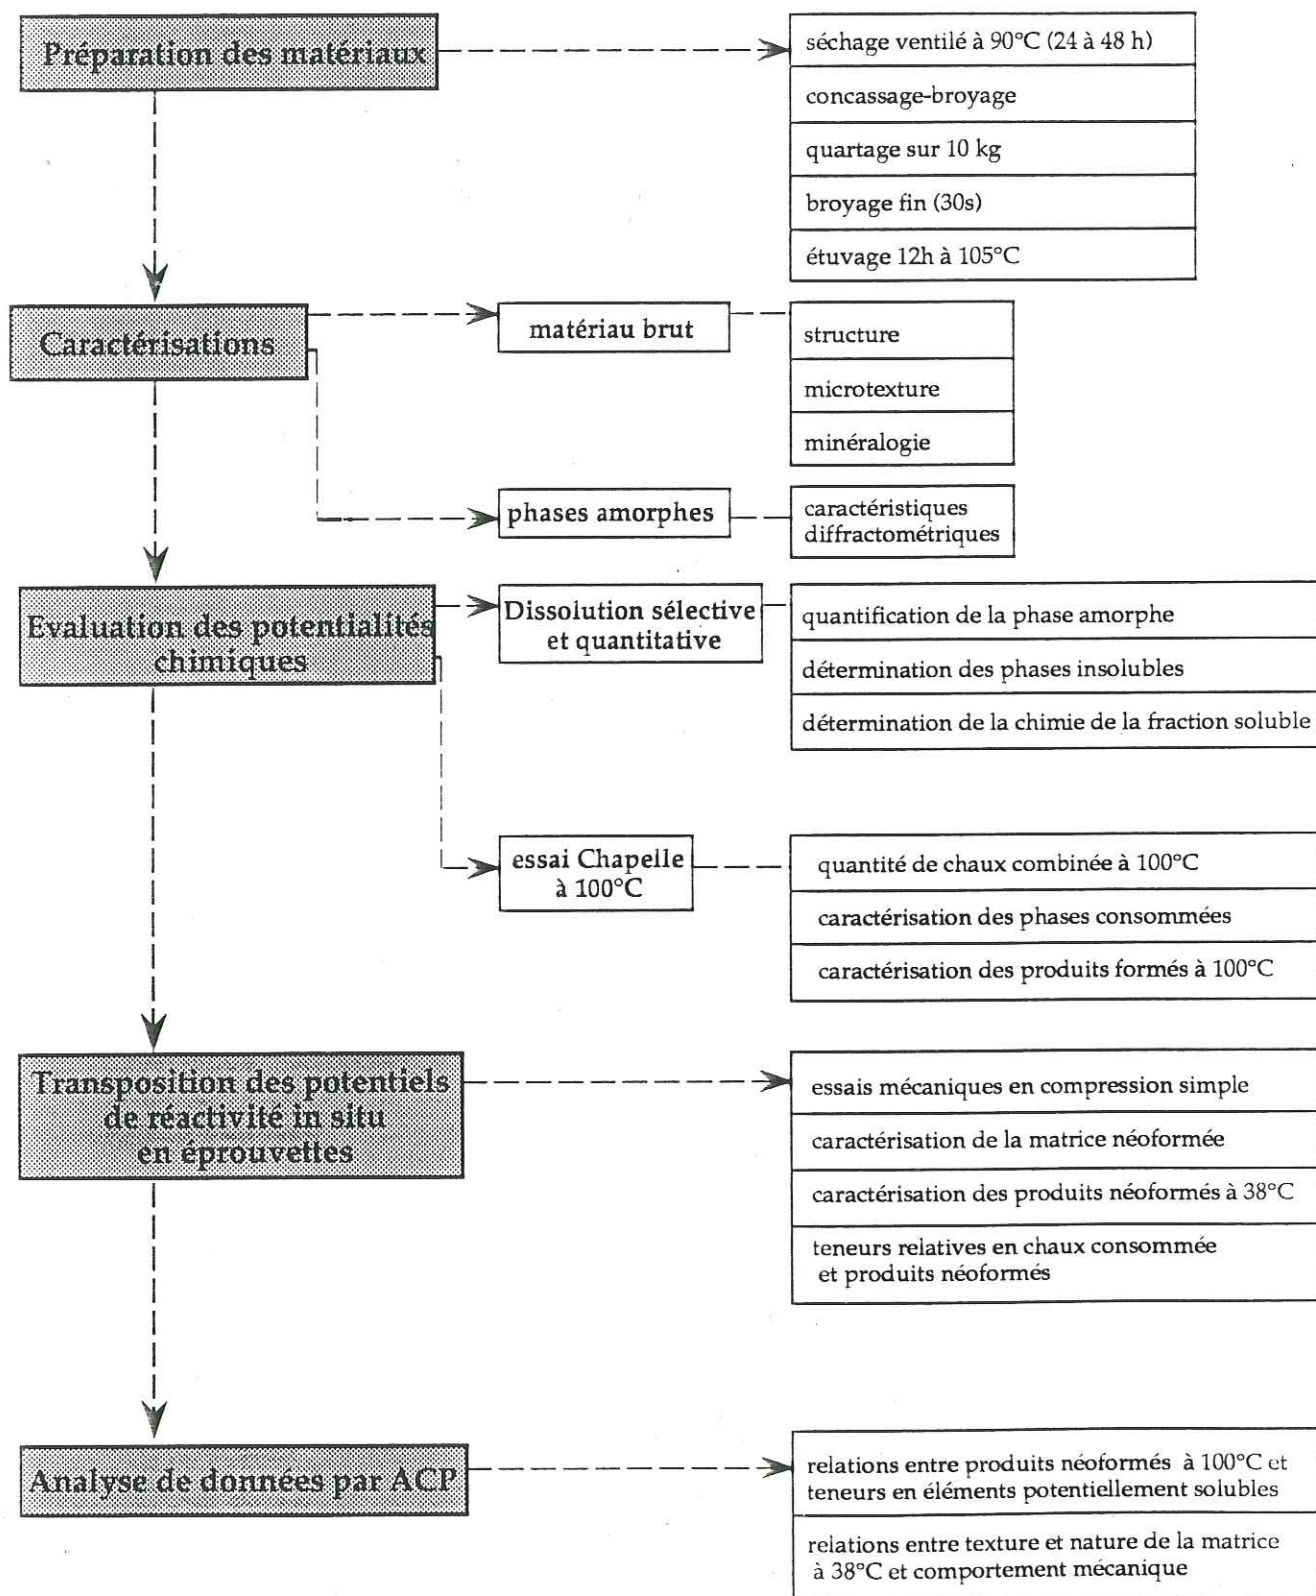 Préparation des matériaux
séchage ventilé à 90°C (24 à 48 h)
concassage-broyage
quartage sur 10 kg
broyage fin (30s)
étuvage 12h à 105°C
Caractérisations
matériau brut
structure
microtexture
minéralogie
phases amorphes
caractéristiques
diffractométriques
Evaluation des potentialités
chimiques
Dissolution sélective
et quantitative
quantification de la phase amorphe
détermination des phases insolubles
détermination de la chimie de la fraction soluble
essai Chapelle
à 100°C
quantité de chaux combinée à 100°C
caractérisation des phases consommées
caractérisation des produits formés à 100°C
Transposition des potentiels
de réactivité in situ
en éprouvettes
essais mécaniques en compression simple
caractérisation de la matrice néoformée
caractérisation des produits néoformés à 38°C
teneurs relatives en chaux consommée
et produits néoformés
Analyse de données par ACP
relations entre produits néoformés à 100°C et
teneurs en éléments potentiellement solubles
relations entre texture et nature de la matrice
à 38°C et comportement mécanique